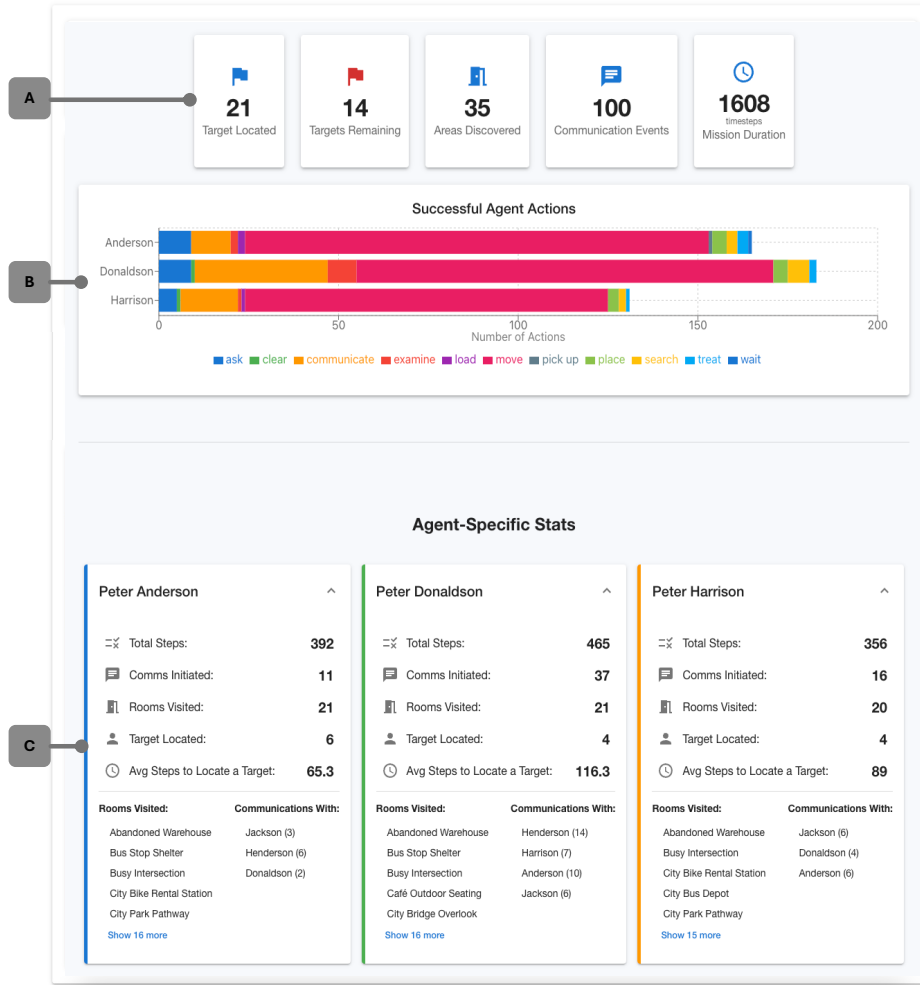 A
21
Target Located
14
Targets Remaining
35
Areas Discovered
100
Communication Events
1608
timesteps
Mission Duration
B
Successful Agent Actions
Anderson
Donaldson
Harrison
0 50 100 150 200
Number of Actions
ask clear communicate examine load move pick up place search treat wait
Agent-Specific Stats
C
Peter Anderson
Total Steps: 392
Comms Initiated: 11
Rooms Visited: 21
Target Located: 6
Avg Steps to Locate a Target: 65.3
Rooms Visited: Communications With:
Abandoned Warehouse Jackson (3)
Bus Stop Shelter Henderson (6)
Busy Intersection Donaldson (2)
City Bike Rental Station
City Park Pathway
Show 16 more
Peter Donaldson
Total Steps: 465
Comms Initiated: 37
Rooms Visited: 21
Target Located: 4
Avg Steps to Locate a Target: 116.3
Rooms Visited: Communications With:
Abandoned Warehouse Henderson (14)
Bus Stop Shelter Harrison (7)
Busy Intersection Anderson (10)
Café Outdoor Seating Jackson (6)
City Bridge Overlook
Show 16 more
Peter Harrison
Total Steps: 356
Comms Initiated: 16
Rooms Visited: 20
Target Located: 4
Avg Steps to Locate a Target: 89
Rooms Visited: Communications With:
Abandoned Warehouse Jackson (6)
Busy Intersection Donaldson (4)
City Bike Rental Station Anderson (6)
City Bus Depot
City Park Pathway
Show 15 more